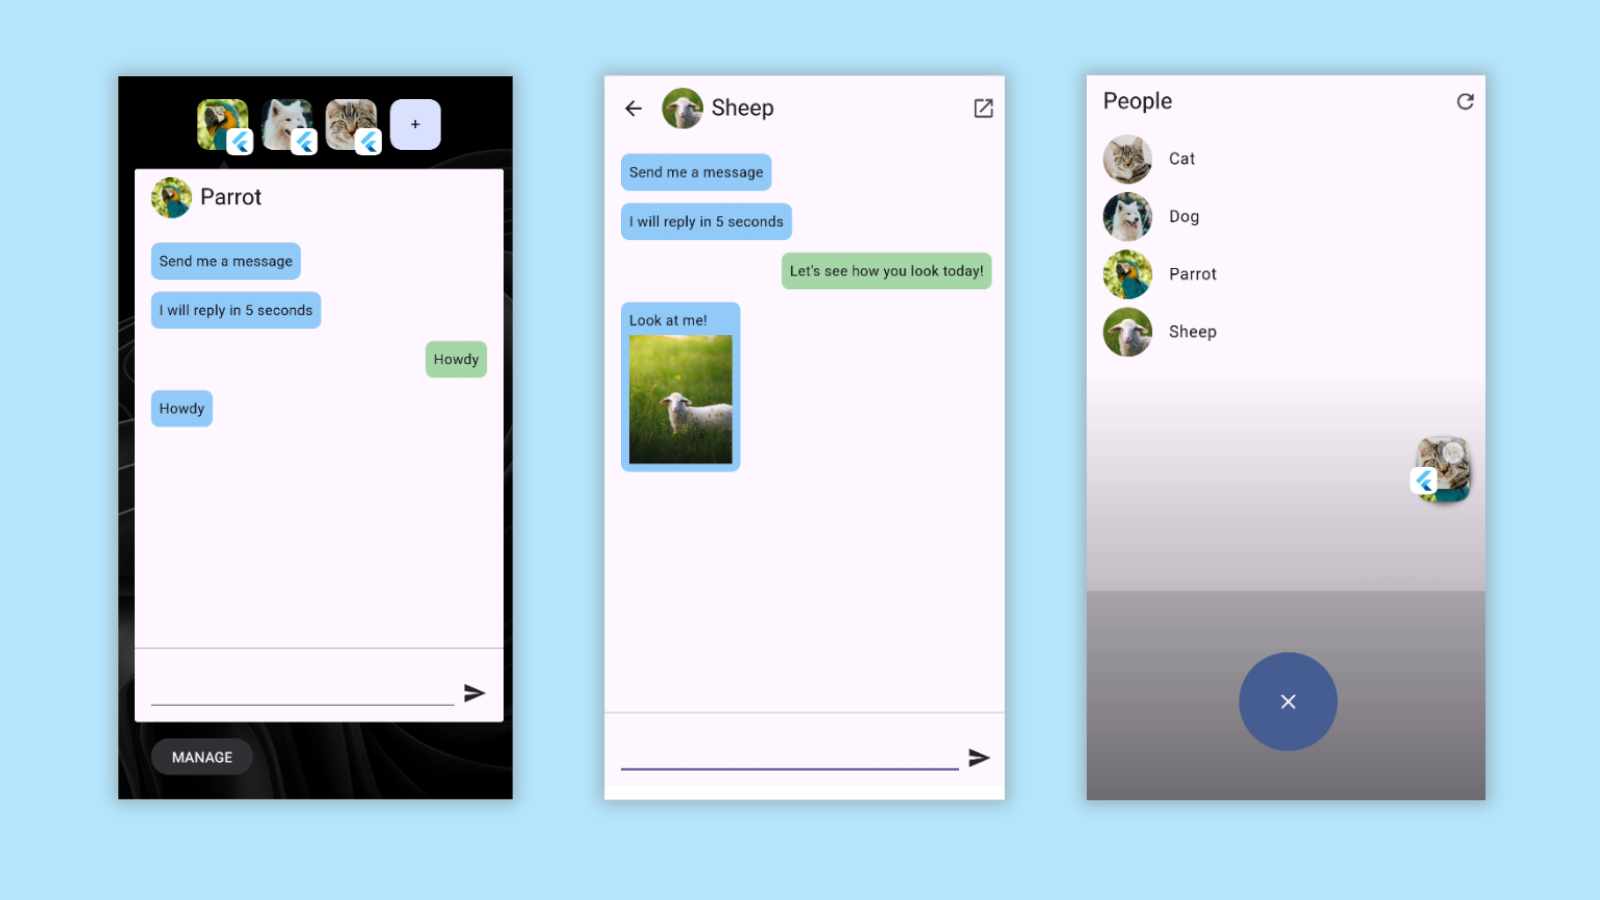 +
Parrot
Send me a message
I will reply in 5 seconds
Howdy
Howdy
MANAGE
Sheep
Send me a message
I will reply in 5 seconds
Let's see how you look today!
Look at me!
People
Cat
Dog
Parrot
Sheep